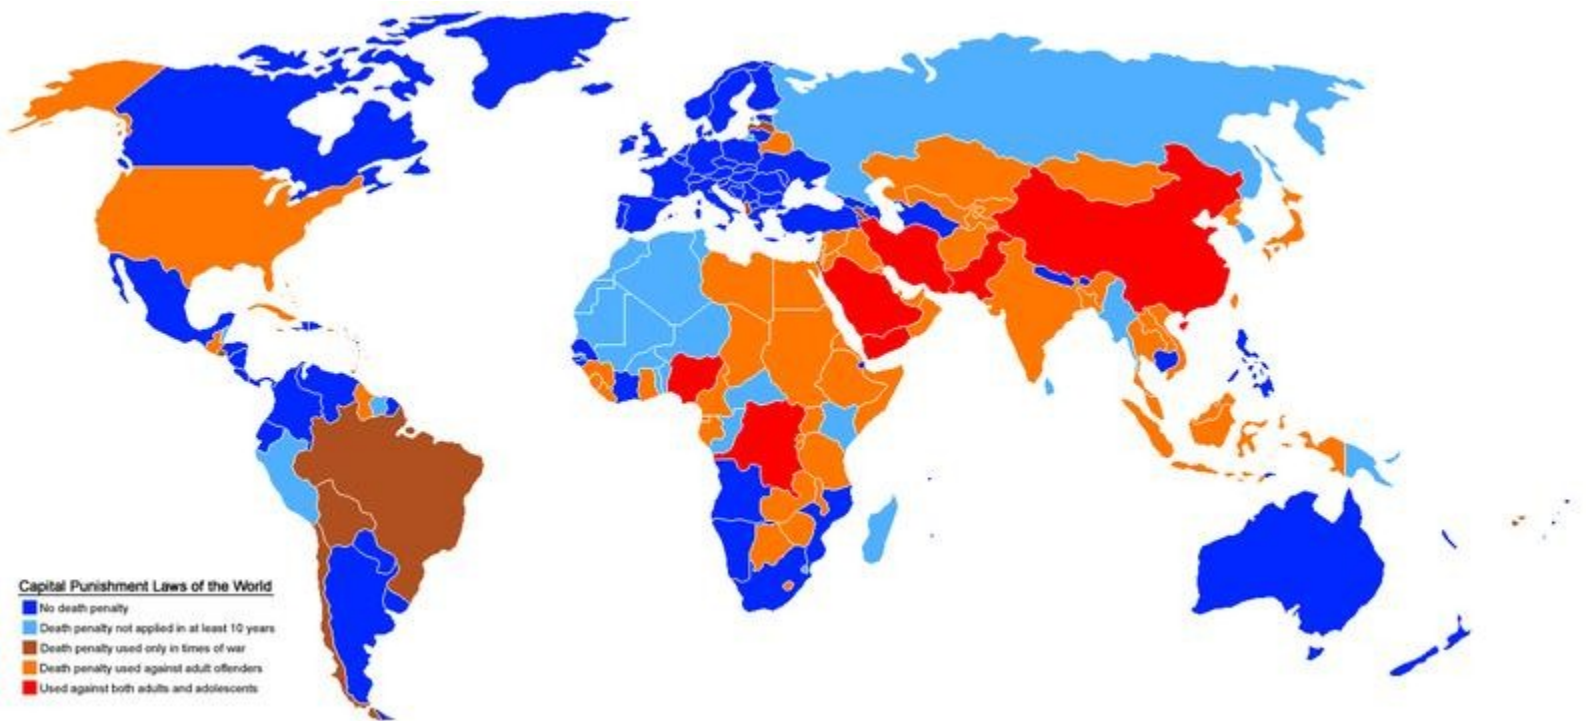 Capital Punishment Laws of the World
No death penalty
Death penalty not applied in at least 10 years
Death penalty used only in times of war
Death penalty used against adult offenders
Used against both adults and adolescents